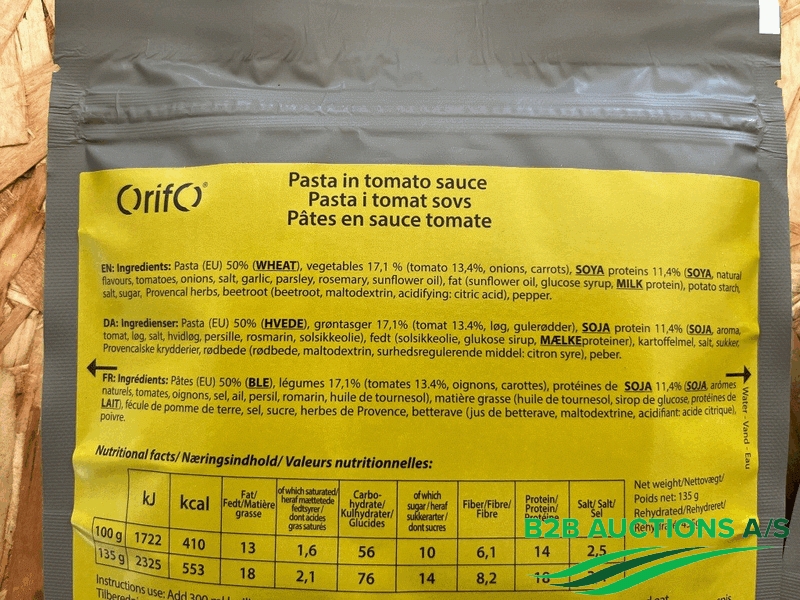 OrifO®
Pasta in tomato sauce
Pasta i tomat sovs
Pâtes en sauce tomate
EN: Ingredients: Pasta (EU) 50% (WHEAT), vegetables 17,1 % (tomato 13,4%, onions, carrots), SOYA proteins 11,4% (SOYA, natural
flavours, tomatoes, onions, salt, garlic, parsley, rosemary, sunflower oil), fat (sunflower oil, glucose syrup, MILK protein), potato starch,
salt, sugar, Provencal herbs, beetroot (beetroot, maltodextrin, acidifying: citric acid), pepper.
DA: Ingredienser: Pasta (EU) 50% (HVEDE), grøntasger 17,1% (tomat 13.4%, løg, gulerødder), SOJA protein 11,4% (SOJA, aroma,
tomat, løg, salt, hvidløg, persille, rosmarin, solsikkeolie), fedt (solsikkeolie, glukose sirup, MÆLKEproteiner), kartoffelmel, salt, sukker,
Provencalske krydderier, rødbede (rødbede, maltodextrin, surhedsregulerende middel: citron syre), peber.
FR: Ingrédients: Pâtes (EU) 50% (BLE), légumes 17,1% (tomates 13.4%, oignons, carottes), protéines de SOJA 11,4% (SOJA, arómes
naturels, tomates, oignons, sel, ail, persil, romarin, huile de tournesol), matière grasse (huile de tournesol, sirop de glucose, protéines de
LAIT), fécule de pomme de terre, sel, sucre, herbes de Provence, betterave (jus de betterave, maltodextrine, acidifiant: acide citrique),
poivre.
Water - Vand - Eau
Nutritional facts/ Næringsindhold/ Valeurs nutritionnelles:
kJ kcal Fat/ Fedt/Matière grasse of which saturated/ heraf mættetede fedtsyrer/ dont acides gras saturés Carbo- hydrate/ Kulhydrater/ Glucides of which sugar/heraf sukkerarter/ dont sucres Fiber/Fibre/ Fibre Protein/ Protein/ Protéine Salt/ Salt/ Sel
100 g 1722 410 13 1,6 56 10 6,1 14 2,5
135 g 2325 553 18 2,1 76 14 8,2 18
Net weight/Nettovægt/
Poids net: 135 g
Rehydrated/Rehydreret/
B2B AUCTIONS A/S
Instructions use: Add 300 ml